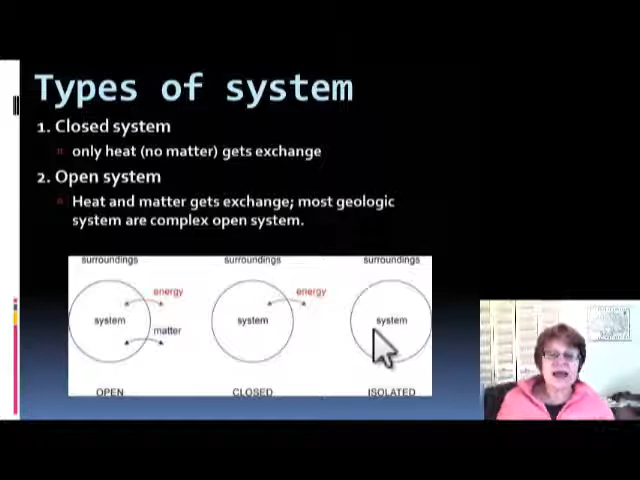 Types of system
1. Closed system
only heat (no matter) gets exchange
2. Open system
Heat and matter gets exchange; most geologic
system are complex open system.
surroundings surroundings surroundings
energy energy
system system system
matter
OPEN CLOSED ISOLATED